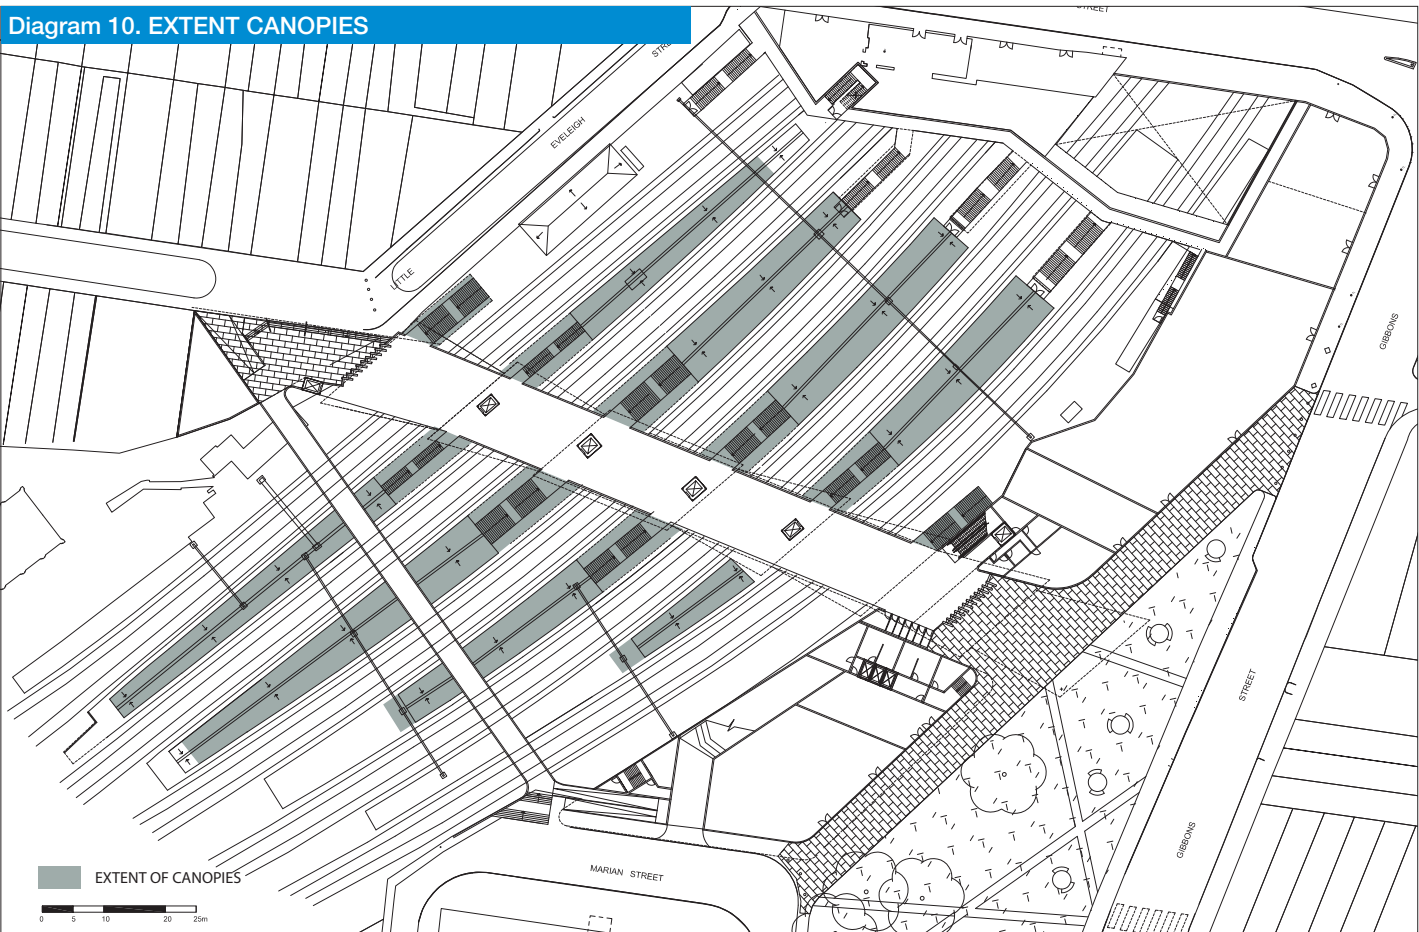 Diagram 10. EXTENT CANOPIES
STREET
EVELEIGH
LITTLE
GIBBONS
STREET
GIBBONS
MARIAN STREET
EXTENT OF CANOPIES
0 5 10 20 25m